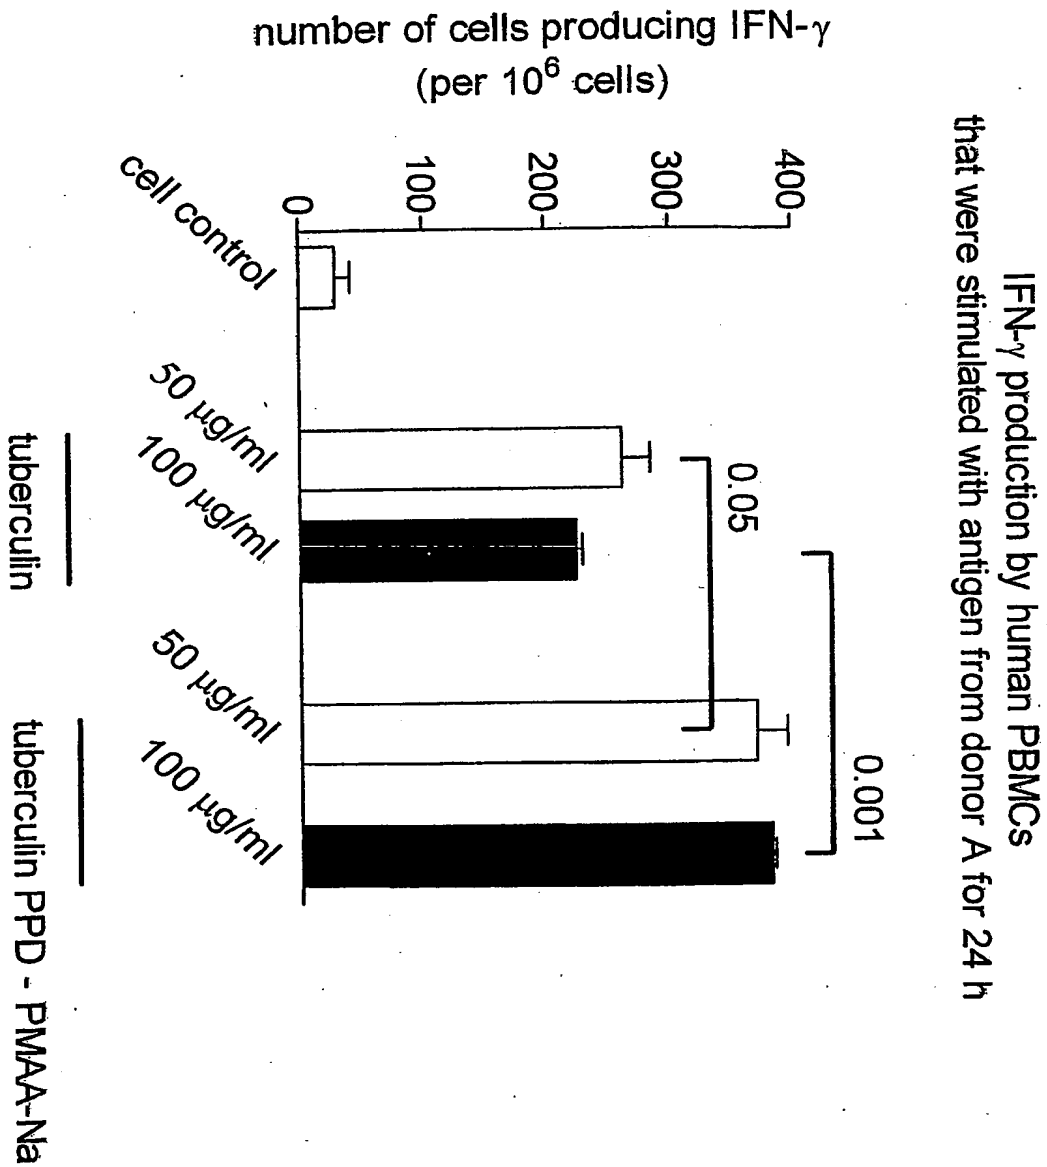 IFN-γ production by human PBMCs
that were stimulated with antigen from donor A for 24 h
number of cells producing IFN-γ
(per 10⁶ cells)
400
300
200
100
0
0.05
0.001
cell control
50 μg/ml
100 μg/ml
50 μg/ml
100 μg/ml
tuberculin
tuberculin PPD - PMAA-Na